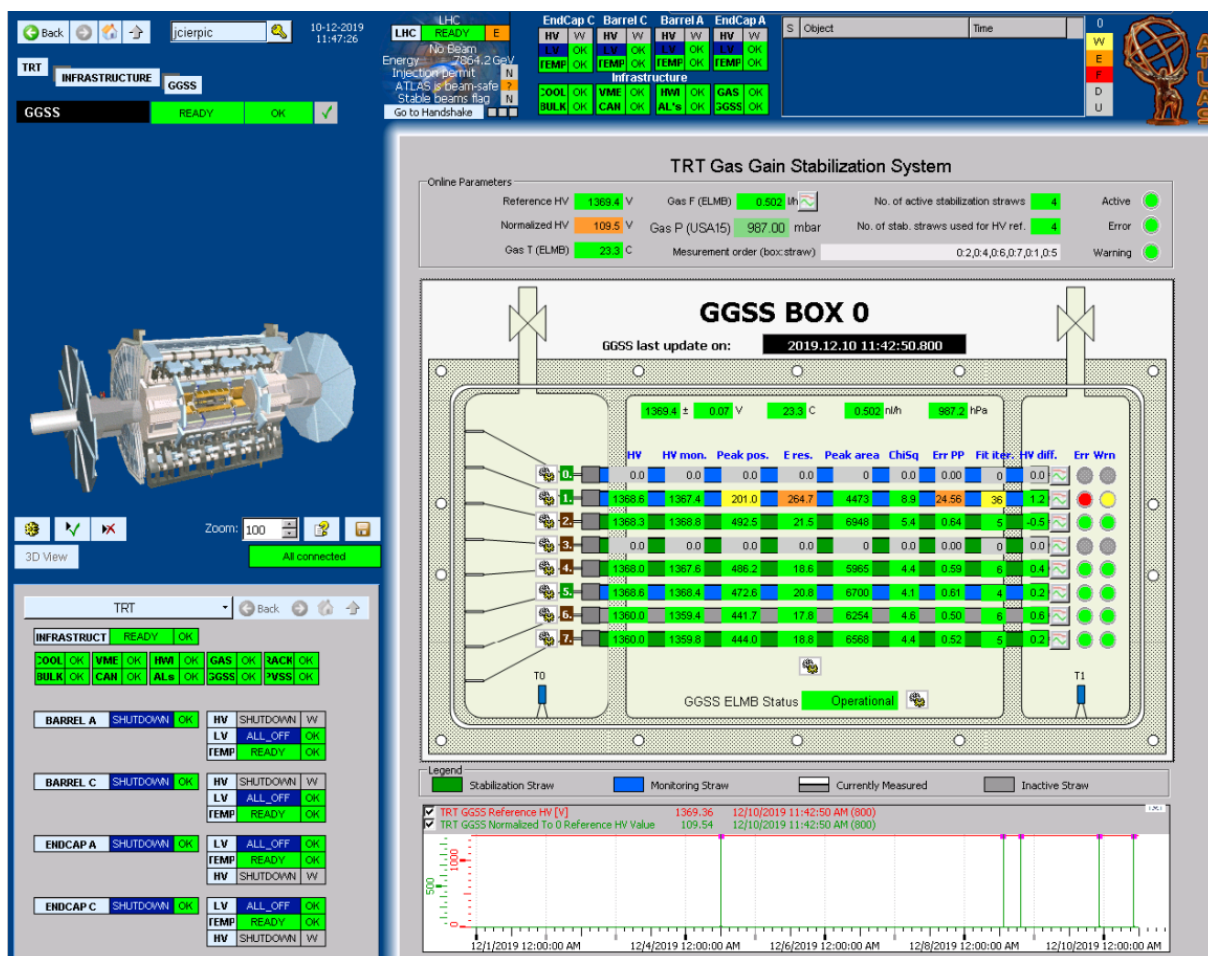 Back jcierpic 10-12-2019
11:47:26
TRT INFRASTRUCTURE GGSS
GGSS READY OK
LHC
LHC READY E
No Beam
Energy 7864.2 GeV
Injection permit N
ATLAS is beam-safe ?
Stable beams flag N
Go to Handshake
EndCap C Barrel C Barrel A EndCap A
HV W HV W HV W HV W
LV OK LV OK LV OK LV OK
TEMP OK TEMP OK TEMP OK TEMP OK
Infrastructure
COOL OK VME OK HWI OK GAS OK
BULK OK CAN OK AL's OK GGSS OK
S Object Time
0
W
E
F
D
U
ATLAS
TRT Gas Gain Stabilization System
Online Parameters
Reference HV 1369.4 V Gas F (ELMB) 0.502 l/h No. of active stabilization straws 4 Active
Normalized HV 109.5 V Gas P (USA15) 987.00 mbar No. of stab. straws used for HV ref. 4 Error
Gas T (ELMB) 23.3 C Mesurement order (box:straw) 0:2,0:4,0:6,0:7,0:1,0:5 Warning
GGSS BOX 0
GGSS last update on: 2019.12.10 11:42:50.800
1369.4 ± 0.07 V 23.3 C 0.502 nl/h 987.2 hPa
HV HV mon. Peak pos. E res. Peak area ChiSq Err PP Fit iter. HV diff. Err Wrn
0. 0.0 0.0 0.0 0.0 0 0.0 0.00 0 0.0
1. 1368.6 1367.4 201.0 264.7 4473 8.9 24.56 36 1.2
2. 1368.3 1368.8 492.5 21.5 6948 5.4 0.64 5 -0.5
3. 0.0 0.0 0.0 0.0 0 0.0 0.00 0 0.0
4. 1368.0 1367.6 486.2 18.6 5965 4.4 0.59 6 0.4
5. 1368.6 1368.4 472.6 20.8 6700 4.1 0.61 4 0.2
6. 1360.0 1359.4 441.7 17.8 6254 4.6 0.50 6 0.6
7. 1360.0 1359.8 444.0 18.8 6568 4.4 0.52 5 0.2
T0 T1
GGSS ELMB Status Operational
Legend
Stabilization Straw Monitoring Straw Currently Measured Inactive Straw
TRT GGSS Reference HV [V] 1369.36 12/10/2019 11:42:50 AM (800)
TRT GGSS Normalized To 0 Reference HV Value 109.54 12/10/2019 11:42:50 AM (800)
500 1000
0
12/1/2019 12:00:00 AM 12/4/2019 12:00:00 AM 12/6/2019 12:00:00 AM 12/8/2019 12:00:00 AM 12/10/2019 12:00:00 AM
Zoom: 100
3D View All connected
TRT Back
INFRASTRUCT READY OK
COOL OK VME OK HWI OK GAS OK RACK OK
BULK OK CAN OK ALs OK GGSS OK PVSS OK
BARREL A SHUTDOWN OK HV SHUTDOWN W
LV ALL_OFF OK
TEMP READY OK
BARREL C SHUTDOWN OK HV SHUTDOWN W
LV ALL_OFF OK
TEMP READY OK
ENDCAP A SHUTDOWN OK LV ALL_OFF OK
TEMP READY OK
HV SHUTDOWN W
ENDCAP C SHUTDOWN OK LV ALL_OFF OK
TEMP READY OK
HV SHUTDOWN W